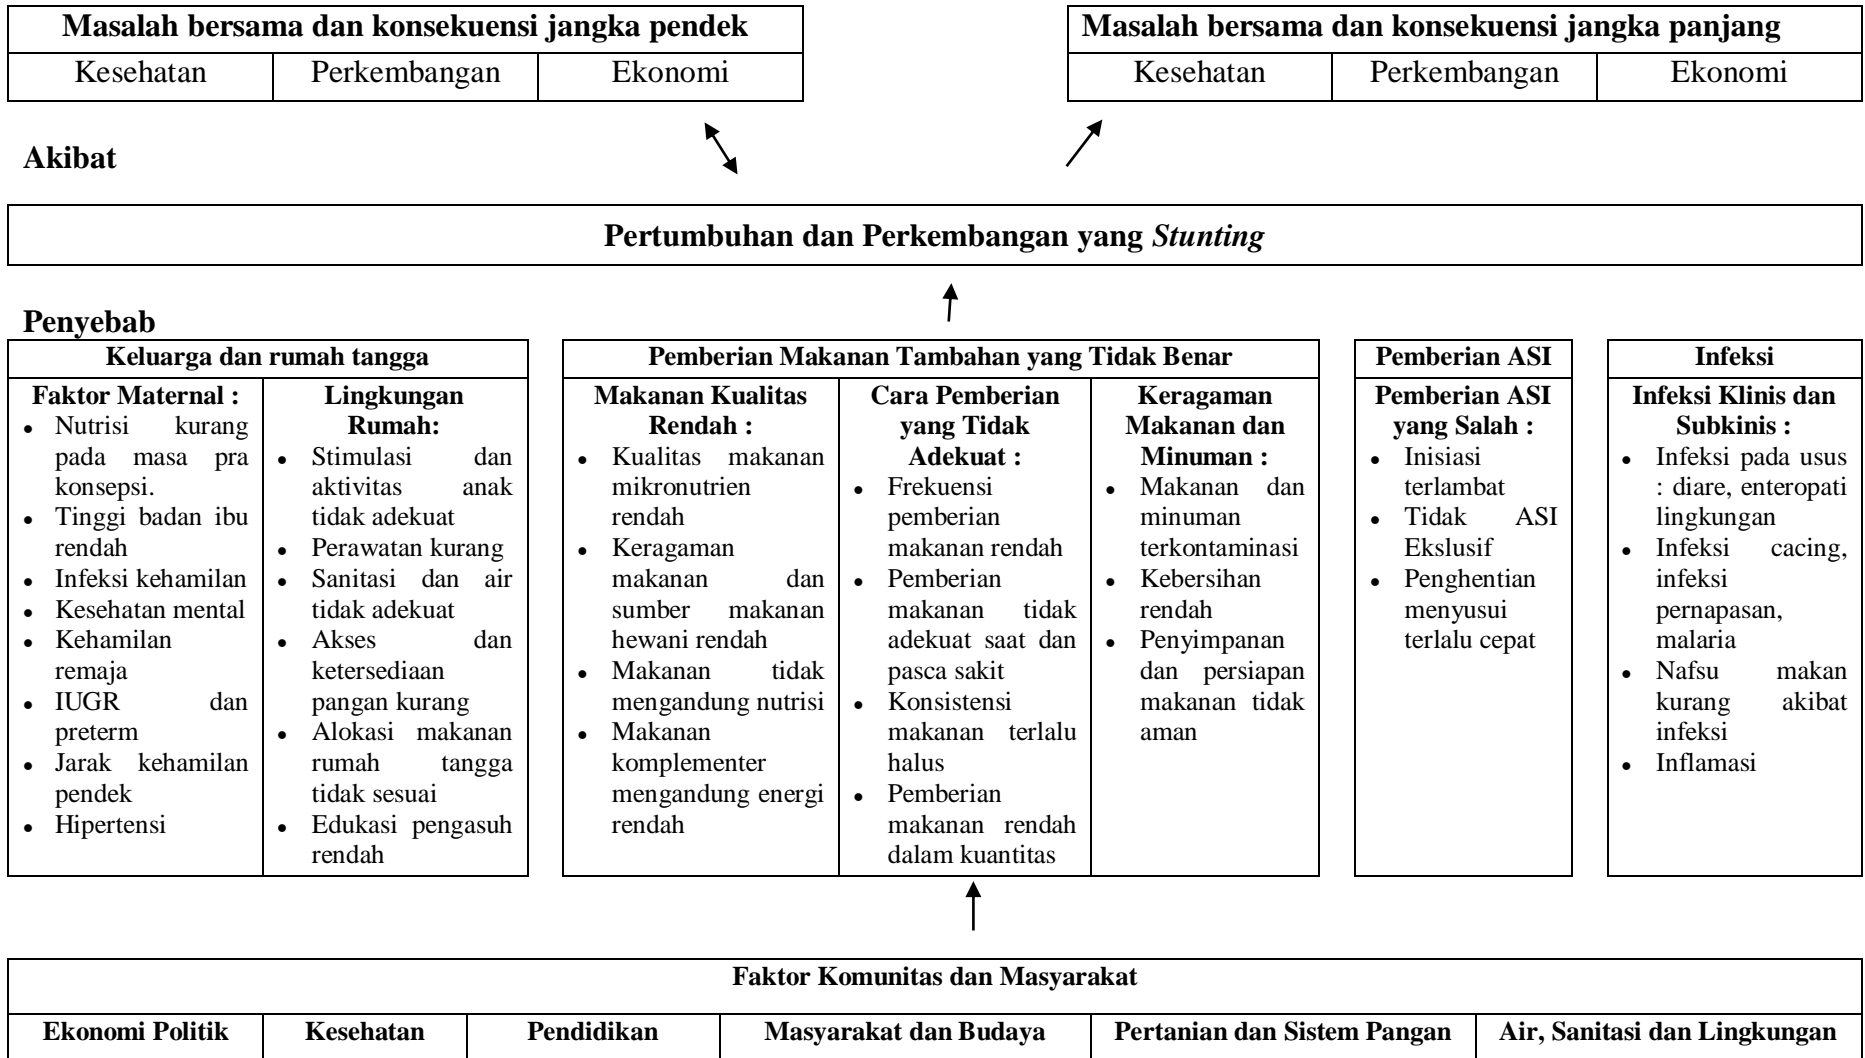 Masalah bersama dan konsekuensi jangka pendek
Kesehatan Perkembangan Ekonomi
Masalah bersama dan konsekuensi jangka panjang
Kesehatan Perkembangan Ekonomi
Akibat
Pertumbuhan dan Perkembangan yang Stunting
Penyebab
Keluarga dan rumah tangga
Faktor Maternal :
• Nutrisi kurang
pada masa pra
konsepsi.
• Tinggi badan ibu
rendah
• Infeksi kehamilan
• Kesehatan mental
• Kehamilan
remaja
• IUGR dan
preterm
• Jarak kehamilan
pendek
• Hipertensi
Lingkungan
Rumah:
• Stimulasi dan
aktivitas anak
tidak adekuat
• Perawatan kurang
• Sanitasi dan air
tidak adekuat
• Akses dan
ketersediaan
pangan kurang
• Alokasi makanan
rumah tangga
tidak sesuai
• Edukasi pengasuh
rendah
Pemberian Makanan Tambahan yang Tidak Benar
Makanan Kualitas
Rendah :
• Kualitas makanan
mikronutrien
rendah
• Keragaman
makanan dan
sumber makanan
hewani rendah
• Makanan tidak
mengandung nutrisi
• Makanan
komplementer
mengandung energi
rendah
Cara Pemberian
yang Tidak
Adekuat :
• Frekuensi
pemberian
makanan rendah
• Pemberian
makanan tidak
adekuat saat dan
pasca sakit
• Konsistensi
makanan terlalu
halus
• Pemberian
makanan rendah
dalam kuantitas
Keragaman
Makanan dan
Minuman :
• Makanan dan
minuman
terkontaminasi
• Kebersihan
rendah
• Penyimpanan
dan persiapan
makanan tidak
aman
Pemberian ASI
Pemberian ASI
yang Salah :
• Inisiasi
terlambat
• Tidak ASI
Ekslusif
• Penghentian
menyusui
terlalu cepat
Infeksi
Infeksi Klinis dan
Subkinis :
• Infeksi pada usus
: diare, enteropati
lingkungan
• Infeksi cacing,
infeksi
pernapasan,
malaria
• Nafsu makan
kurang akibat
infeksi
• Inflamasi
Faktor Komunitas dan Masyarakat
Ekonomi Politik Kesehatan Pendidikan Masyarakat dan Budaya Pertanian dan Sistem Pangan Air, Sanitasi dan Lingkungan